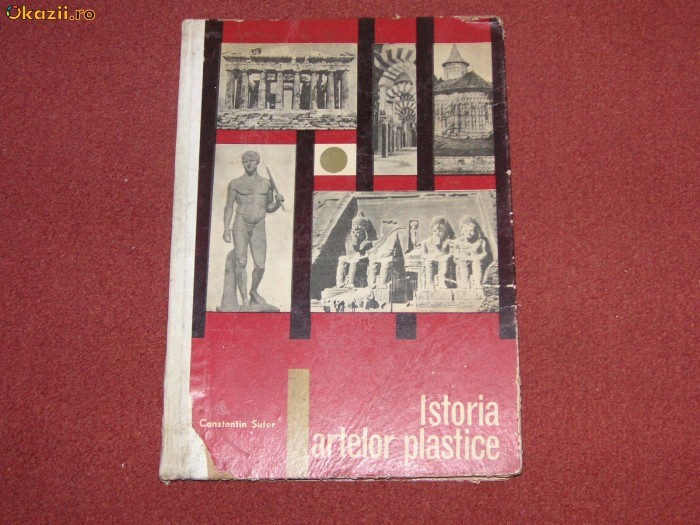 Okazii.ro
Constantin Suter
Istoria
artelor plastice